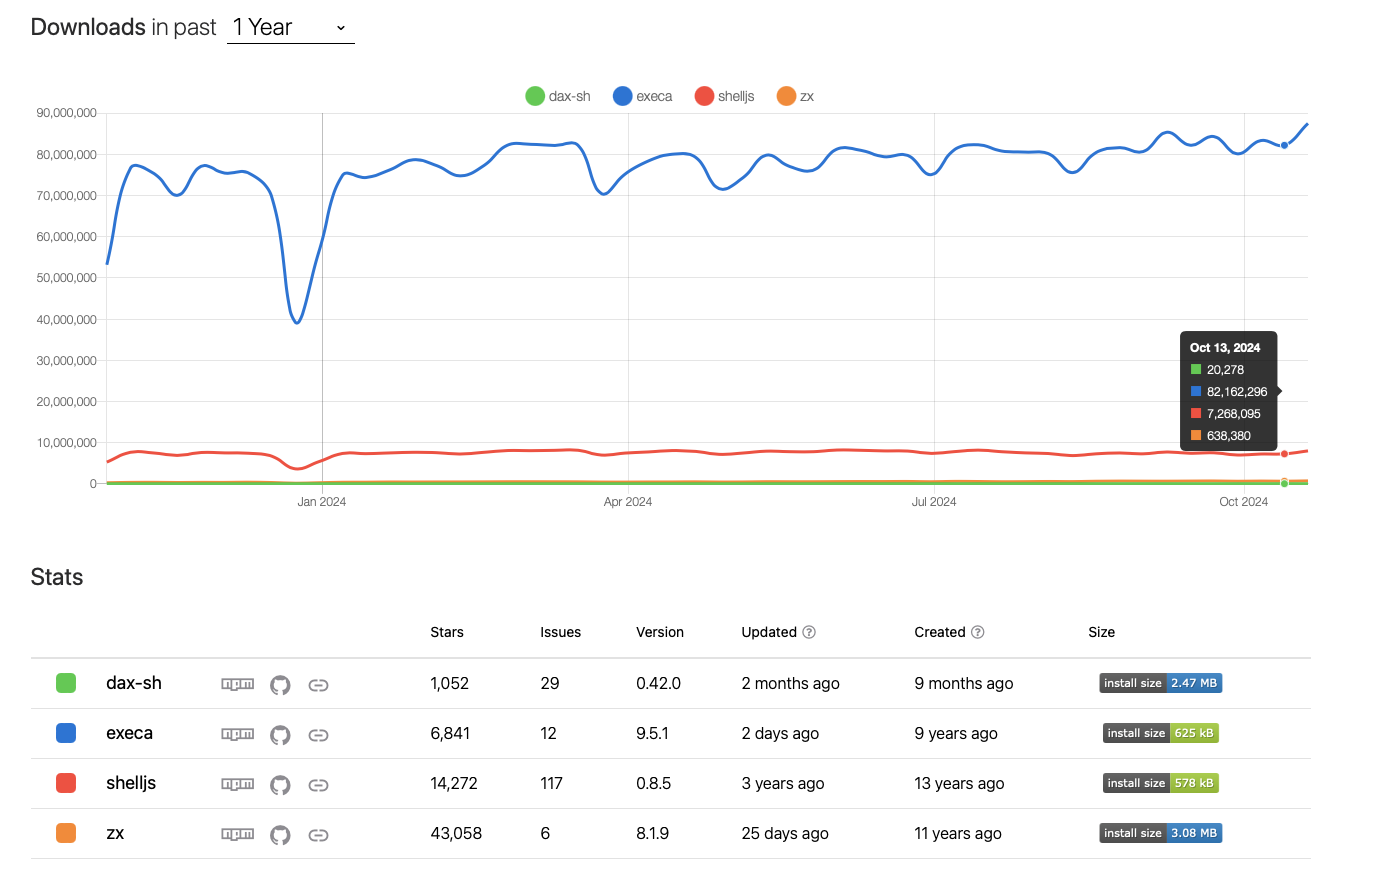 Downloads in past 1 Year
dax-sh execa shelljs zx
90,000,000
80,000,000
70,000,000
60,000,000
50,000,000
40,000,000
30,000,000
20,000,000
10,000,000
0
Oct 13, 2024
20,278
82,162,296
7,268,095
638,380
Jan 2024 Apr 2024 Jul 2024 Oct 2024
Stats
Stars Issues Version Updated ? Created ? Size
dax-sh npm 1,052 29 0.42.0 2 months ago 9 months ago install size 2.47 MB
execa npm 6,841 12 9.5.1 2 days ago 9 years ago install size 625 kB
shelljs npm 14,272 117 0.8.5 3 years ago 13 years ago install size 578 kB
zx npm 43,058 6 8.1.9 25 days ago 11 years ago install size 3.08 MB